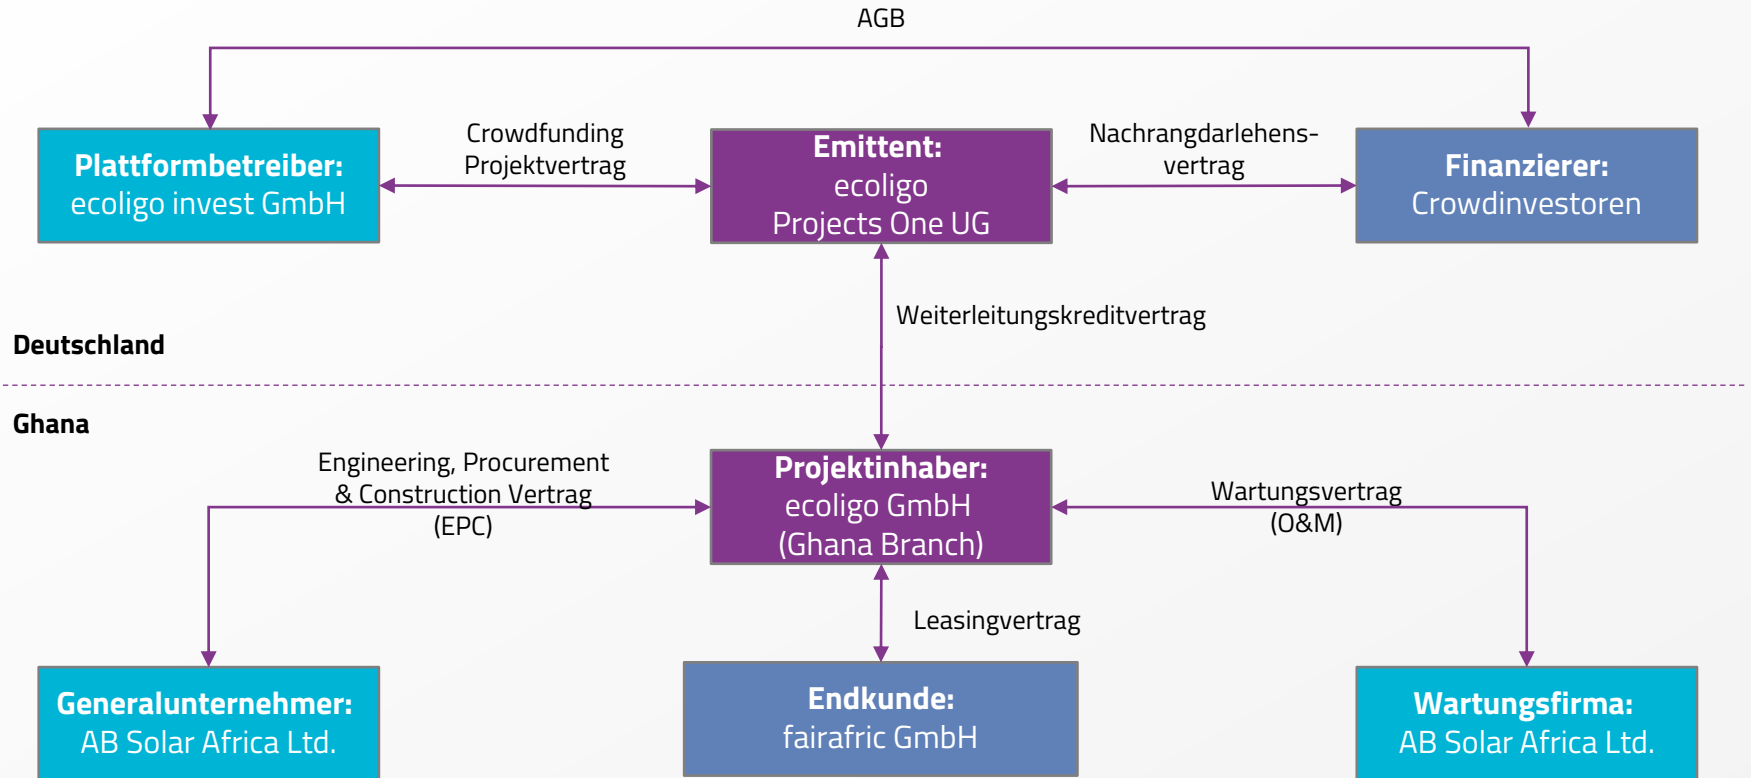 AGB
Plattformbetreiber:
ecoligo invest GmbH
Crowdfunding
Projektvertrag
Emittent:
ecoligo
Projects One UG
Nachrangdarlehens-
vertrag
Finanzierer:
Crowdinvestoren
Weiterleitungskreditvertrag
Deutschland
Ghana
Engineering, Procurement
& Construction Vertrag
(EPC)
Projektinhaber:
ecoligo GmbH
(Ghana Branch)
Wartungsvertrag
(O&M)
Leasingvertrag
Generalunternehmer:
AB Solar Africa Ltd.
Endkunde:
fairafric GmbH
Wartungsfirma:
AB Solar Africa Ltd.